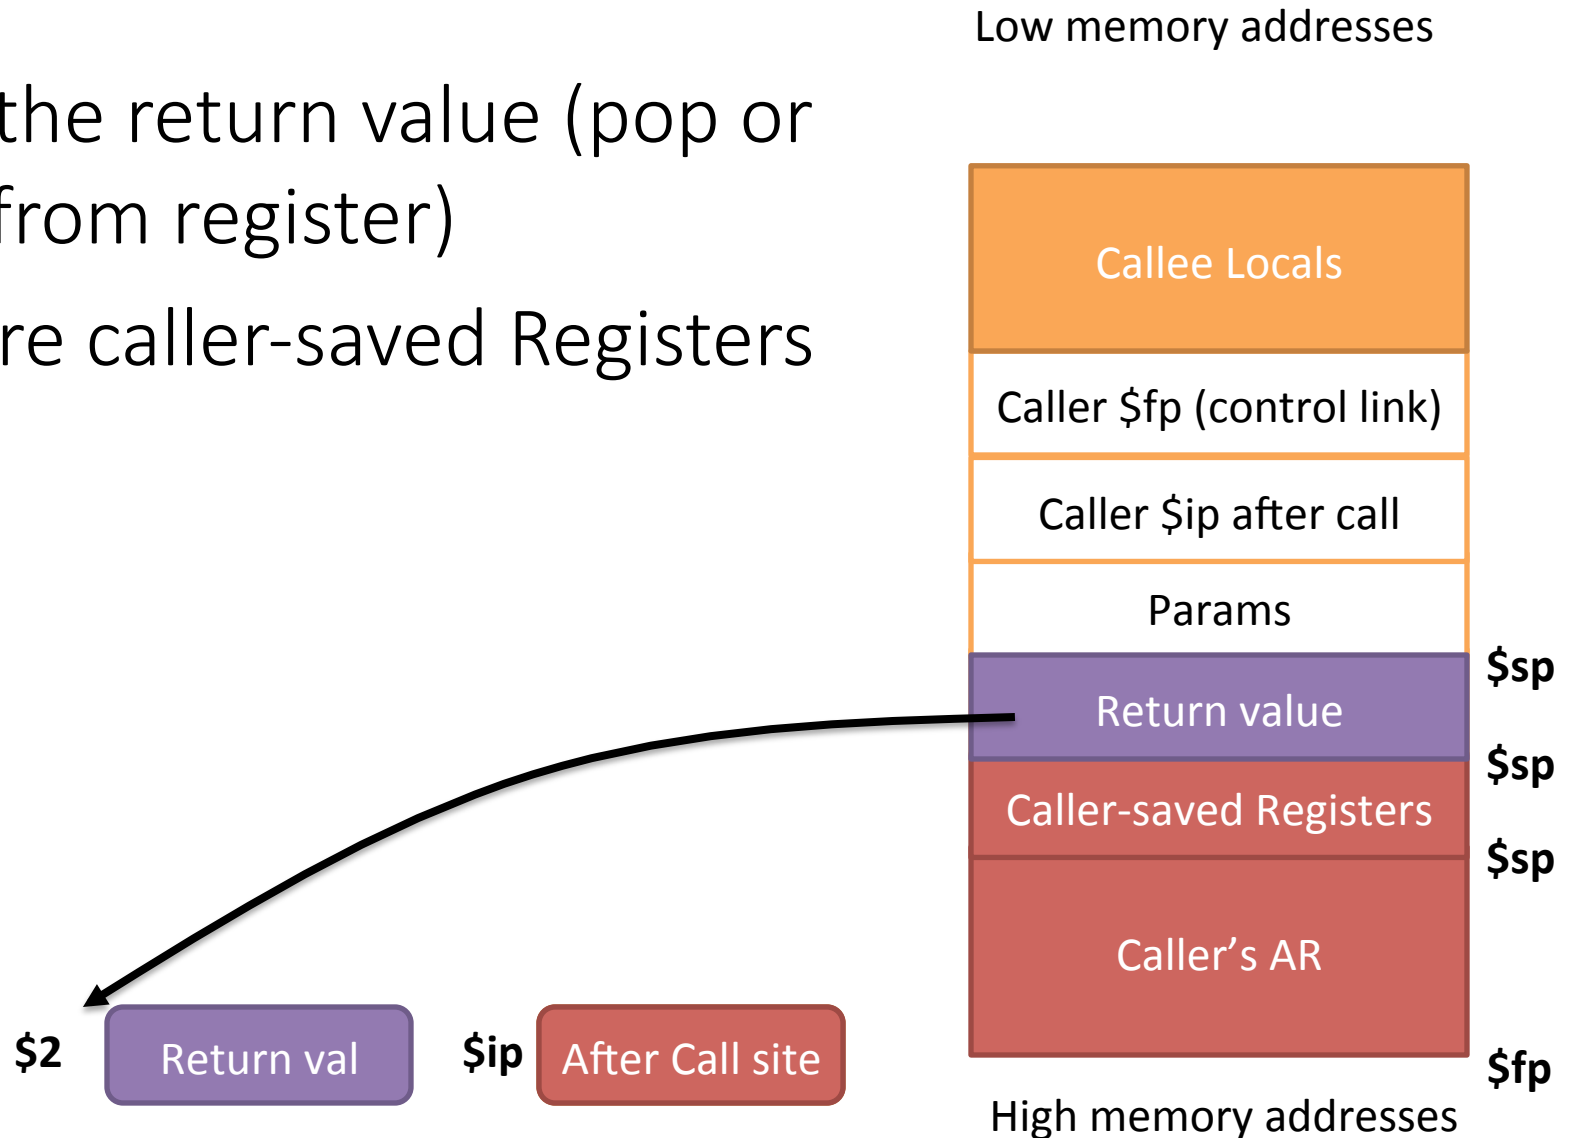 Low memory addresses
the return value (pop or
from register)
re caller-saved Registers
Callee Locals
Caller $fp (control link)
Caller $ip after call
Params
$sp
Return value
$sp
Caller-saved Registers
$sp
Caller's AR
$2
Return val
$ip
After Call site
$fp
High memory addresses